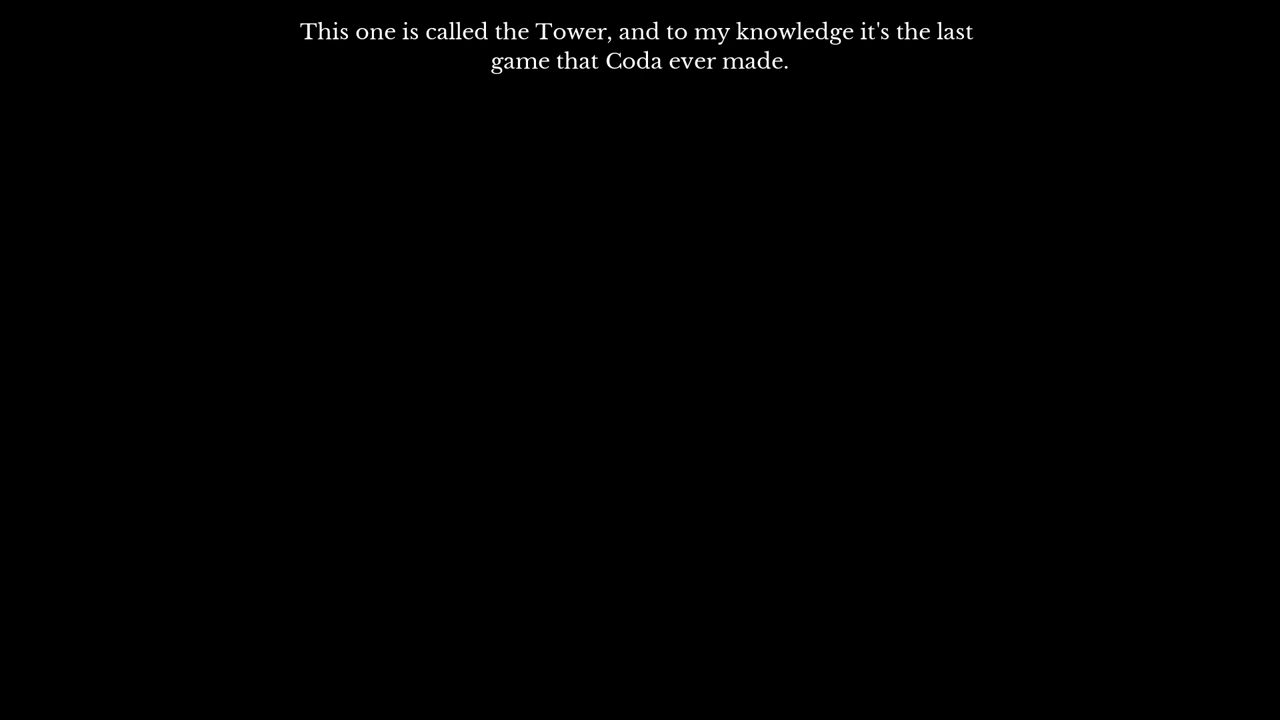 This one is called the Tower, and to my knowledge it's the last
game that Coda ever made.